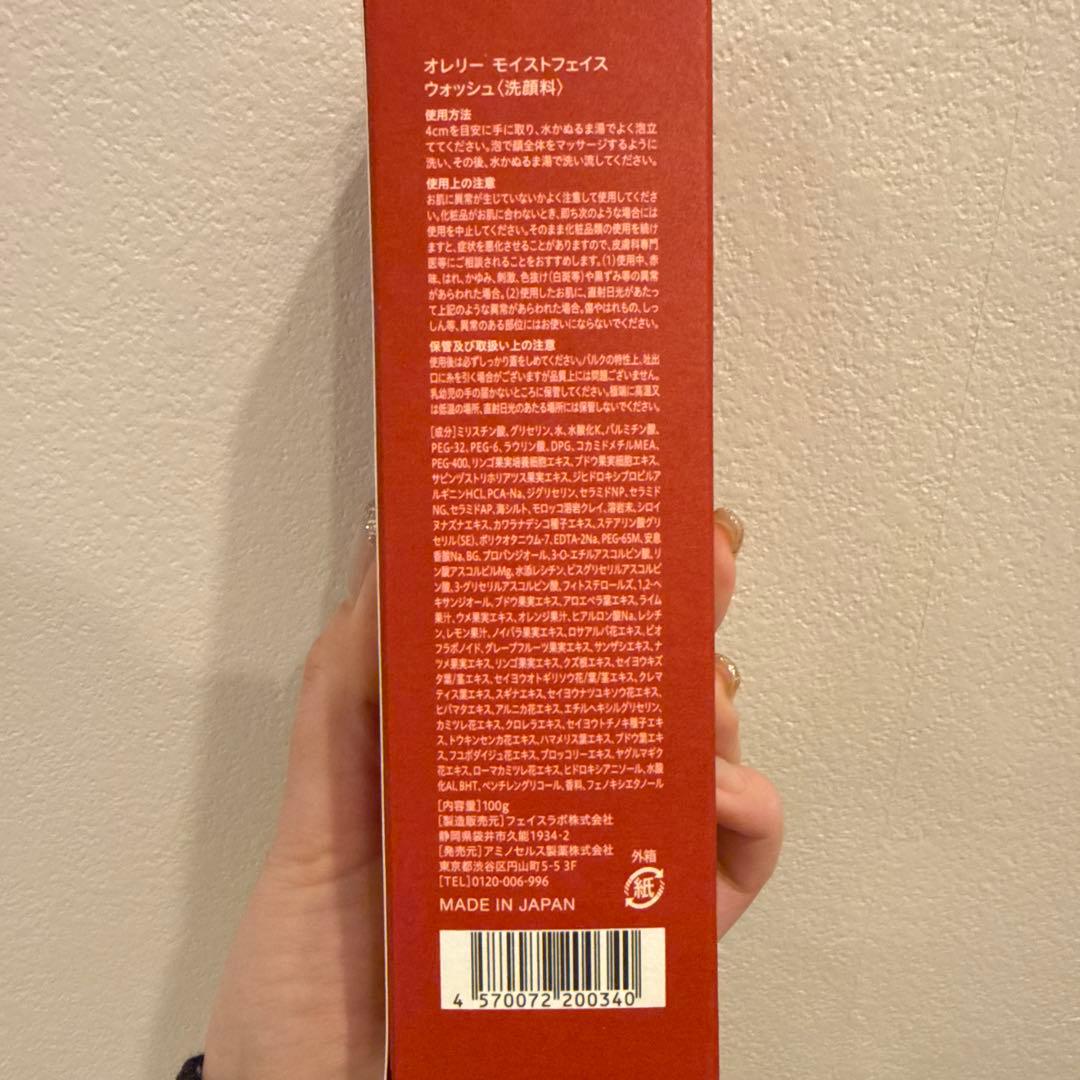 オレリー モイストフェイス
ウォッシュ〈洗顔料〉
使用方法
4cmを目安に手に取り、水かぬるま湯でよく泡立
ててください。泡で顔全体をマッサージするように
洗い、その後、水かぬるま湯で洗い流してください。
使用上の注意
お肌に異常が生じていないかよく注意して使用してくださ
い。化粧品がお肌に合わないとき、即ち次のような場合には
使用を中止してください。そのまま化粧品類の使用を続け
ますと、症状を悪化させることがありますので、皮膚科専門
医等にご相談されることをおすすめします。(1)使用中、赤
味、はれ、かゆみ、刺激、色抜け(白斑等)や黒ずみ等の異常
があらわれた場合。(2)使用したお肌に、直射日光があたっ
て上記のような異常があらわれた場合。傷やはれもの、しっ
しん等、異常のある部位にはお使いにならないでください。
保管及び取扱い上の注意
使用後は必ずしっかり蓋をしめてください。バルクの特性上、吐出
口に糸を引く場合がございますが品質上には問題ございません。
乳幼児の手の届かないところに保管してください。極端に高温又
は低温の場所、直射日光のあたる場所には保管しないでください。
[成分]ミリスチン酸、グリセリン、水、水酸化K、パルミチン酸、
PEG-32、PEG-6、ラウリン酸、DPG、コカミドメチルMEA、
PEG-400、リンゴ果実培養細胞エキス、ブドウ果実細胞エキス、
サピンヅストリホリアツス果実エキス、ジヒドロキシプロピルア
ルギニンHCl、PCA-Na、ジグリセリン、セラミドNP、セラミド
NG、セラミドAP、海シルト、モロッコ溶岩クレイ、溶岩末、シロイ
ヌナズナエキス、カワラナデシコ種子エキス、ステアリン酸グリ
セリル(SE)、ポリクオタニウム-7、EDTA-2Na、PEG-65M、安息
香酸Na、BG、プロパンジオール、3-O-エチルアスコルビン酸、リ
ン酸アスコルビルMg、水添レシチン、ビスグリセリルアスコルビ
ン酸、3-グリセリルアスコルビン酸、フィトステロールズ、1,2-ヘ
キサンジオール、ブドウ果実エキス、アロエベラ葉エキス、ライム
果汁、ウメ果実エキス、オレンジ果汁、ヒアルロン酸Na、レシチ
ン、レモン果汁、ノイバラ果実エキス、ロサアルバ花エキス、ビオ
フラボノイド、グレープフルーツ果実エキス、サンザシエキス、ナ
ツメ果実エキス、リンゴ果実エキス、クズ根エキス、セイヨウキズ
タ葉/茎エキス、セイヨウオトギリソウ花/葉/茎エキス、クレマ
ティス葉エキス、スギナエキス、セイヨウナツユキソウ花エキス、
ヒバマタエキス、アルニカ花エキス、エチルヘキシルグリセリン、
カミツレ花エキス、クロレラエキス、セイヨウトチノキ種子エキ
ス、トウキンセンカ花エキス、ハマメリス葉エキス、ブドウ葉エキ
ス、フユボダイジュ花エキス、ブロッコリーエキス、ヤグルマギク
花エキス、ローマカミツレ花エキス、ヒドロキシアニソール、水酸
化Al、BHT、ペンチレングリコール、香料、フェノキシエタノール
[内容量]100g
[製造販売元]フェイスラボ株式会社
静岡県袋井市久能1934-2
[発売元]アミノセルス製薬株式会社
東京都渋谷区円山町5-5 3F
[TEL]0120-006-996
MADE IN JAPAN
外箱
紙
4 570072 200340